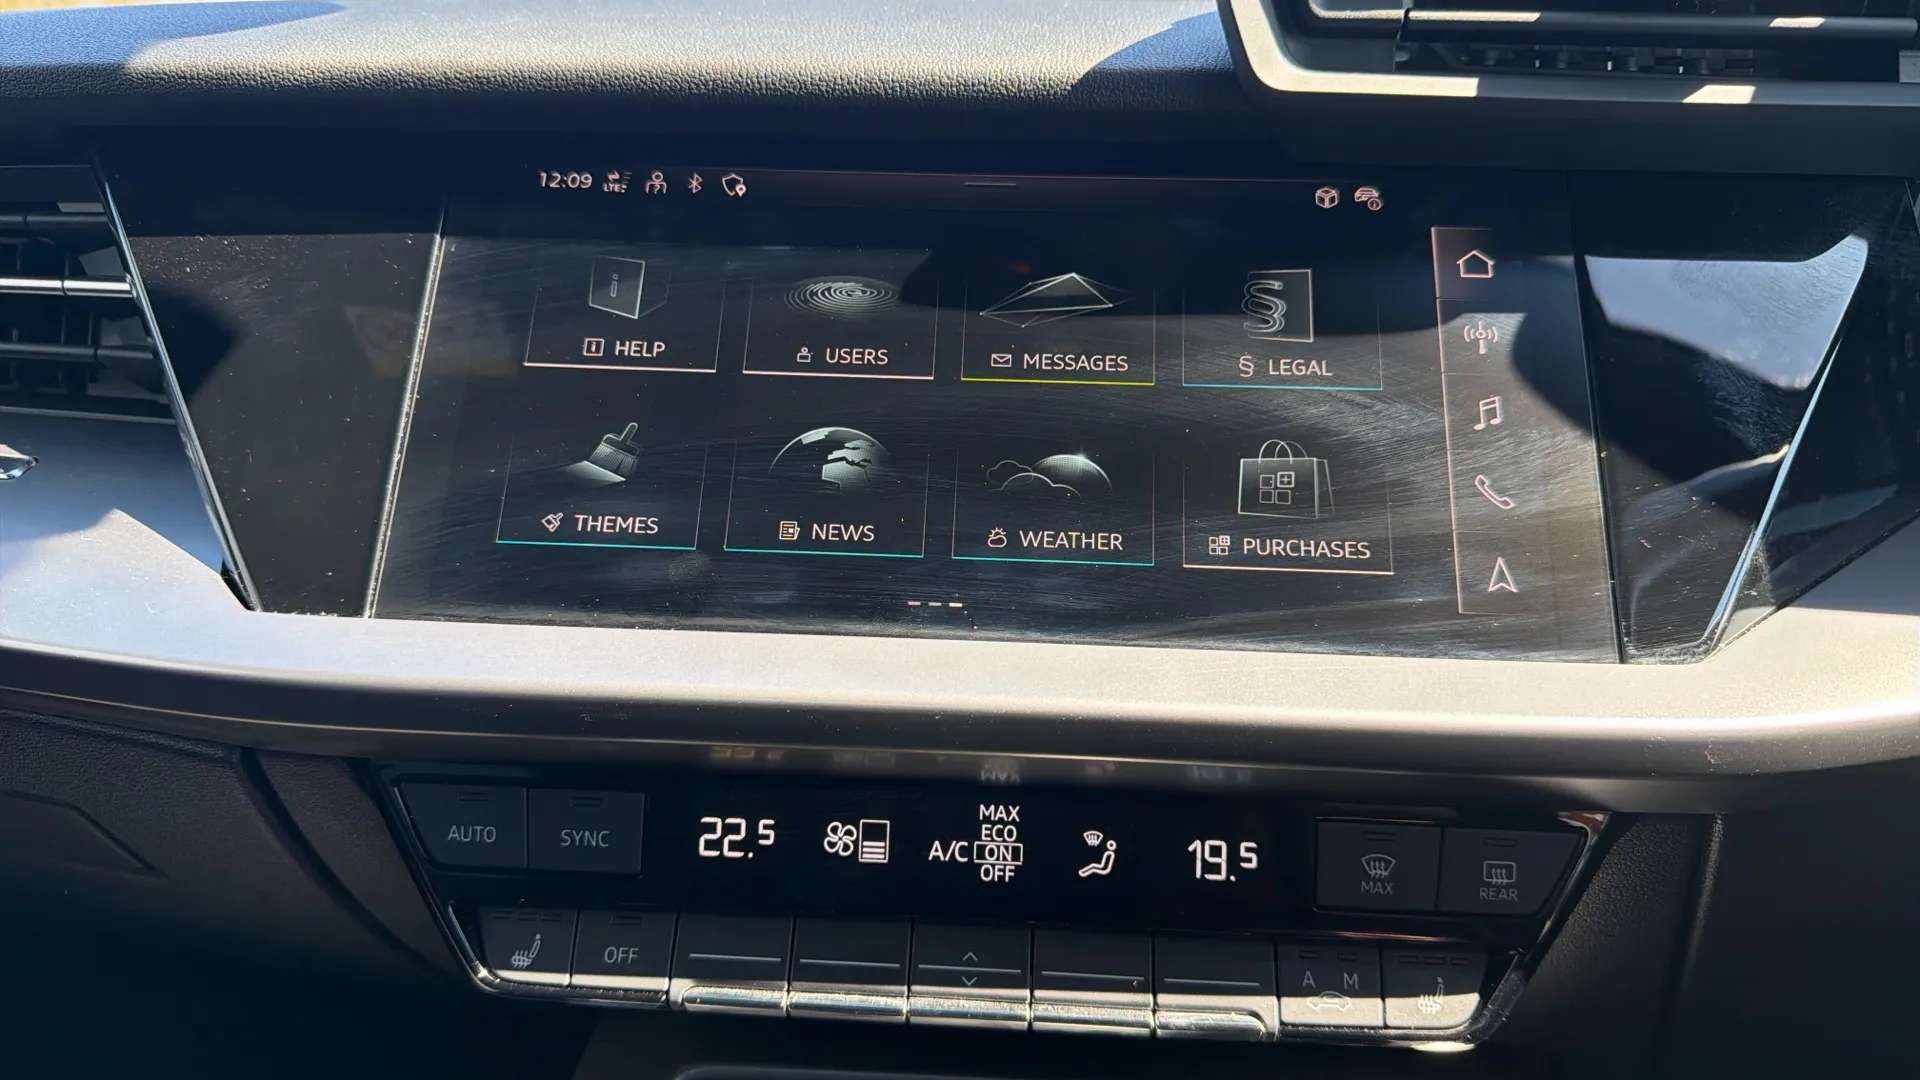 12:09 LTE
HELP
USERS
MESSAGES
§ LEGAL
THEMES
NEWS
WEATHER
PURCHASES
AUTO
SYNC
22.5
A/C
MAX
ECO
ON
OFF
19.5
MAX
REAR
OFF
A M